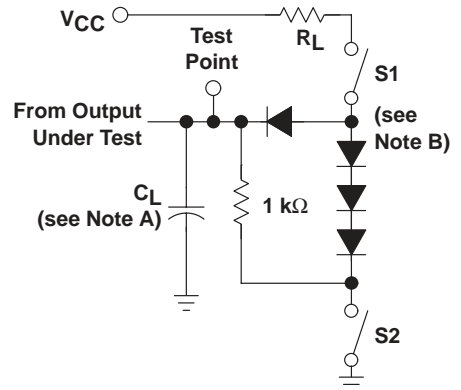 VCC
RL
Test
Point
S1
From Output
Under Test
(see
Note B)
CL
(see Note A)
1 kΩ
S2